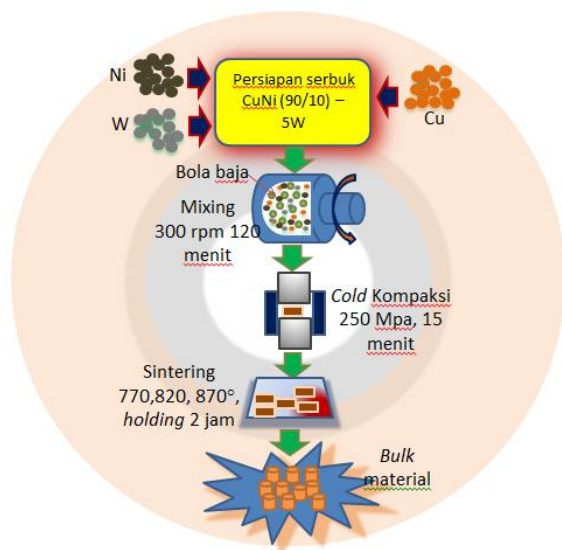 Ni
W
Persiapan serbuk
CuNi (90/10) –
5W
Cu
Bola baja
Mixing
300 rpm 120
menit
Cold Kompaksi
250 Mpa, 15
menit
Sintering
770,820, 870°,
holding 2 jam
Bulk
material